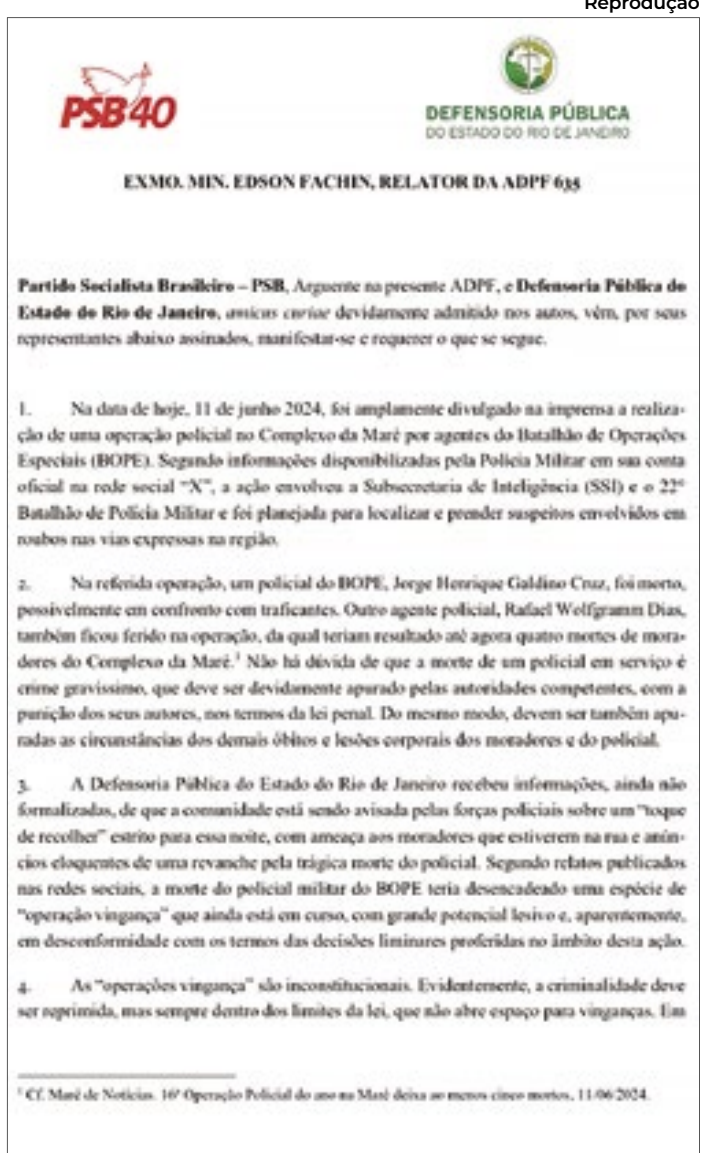 Reprodução
PSB 40
DEFENSORIA PÚBLICA
DO ESTADO DO RIO DE JANEIRO
EXMO. MIN. EDSON FACHIN, RELATOR DA ADPF 635
Partido Socialista Brasileiro – PSB, Arguente na presente ADPF, e Defensoria Pública do
Estado do Rio de Janeiro, amicus curiae devidamente admitido nos autos, vêm, por seus
representantes abaixo assinados, manifestar-se e requerer o que se segue.
1. Na data de hoje, 11 de junho 2024, foi amplamente divulgado na imprensa a realiza-
ção de uma operação policial no Complexo da Maré por agentes do Batalhão de Operações
Especiais (BOPE). Segundo informações disponibilizadas pela Polícia Militar em sua conta
oficial na rede social “X”, a ação envolveu a Subsecretaria de Inteligência (SSI) e o 22º
Batalhão de Polícia Militar e foi planejada para localizar e prender suspeitos envolvidos em
roubos nas vias expressas na região.
2. Na referida operação, um policial do BOPE, Jorge Henrique Galdino Cruz, foi morto,
possivelmente em confronto com traficantes. Outro agente policial, Rafael Wolfgramm Dias,
também ficou ferido na operação, da qual teriam resultado até agora quatro mortes de mora-
dores do Complexo da Maré.¹ Não há dúvida de que a morte de um policial em serviço é
crime gravíssimo, que deve ser devidamente apurado pelas autoridades competentes, com a
punição dos seus autores, nos termos da lei penal. Do mesmo modo, devem ser também apu-
radas as circunstâncias dos demais óbitos e lesões corporais dos moradores e do policial.
3. A Defensoria Pública do Estado do Rio de Janeiro recebeu informações, ainda não
formalizadas, de que a comunidade está sendo avisada pelas forças policiais sobre um “toque
de recolher” estrito para essa noite, com ameaça aos moradores que estiverem na rua e anún-
cios eloquentes de uma revanche pela trágica morte do policial. Segundo relatos publicados
nas redes sociais, a morte do policial militar do BOPE teria desencadeado uma espécie de
“operação vingança” que ainda está em curso, com grande potencial lesivo e, aparentemente,
em desconformidade com os termos das decisões liminares proferidas no âmbito desta ação.
4. As “operações vingança” são inconstitucionais. Evidentemente, a criminalidade deve
ser reprimida, mas sempre dentro dos limites da lei, que não abre espaço para vinganças. Em
¹ Cf. Maré de Notícias. 16ª Operação Policial do ano na Maré deixa ao menos cinco mortos, 11/06/2024.